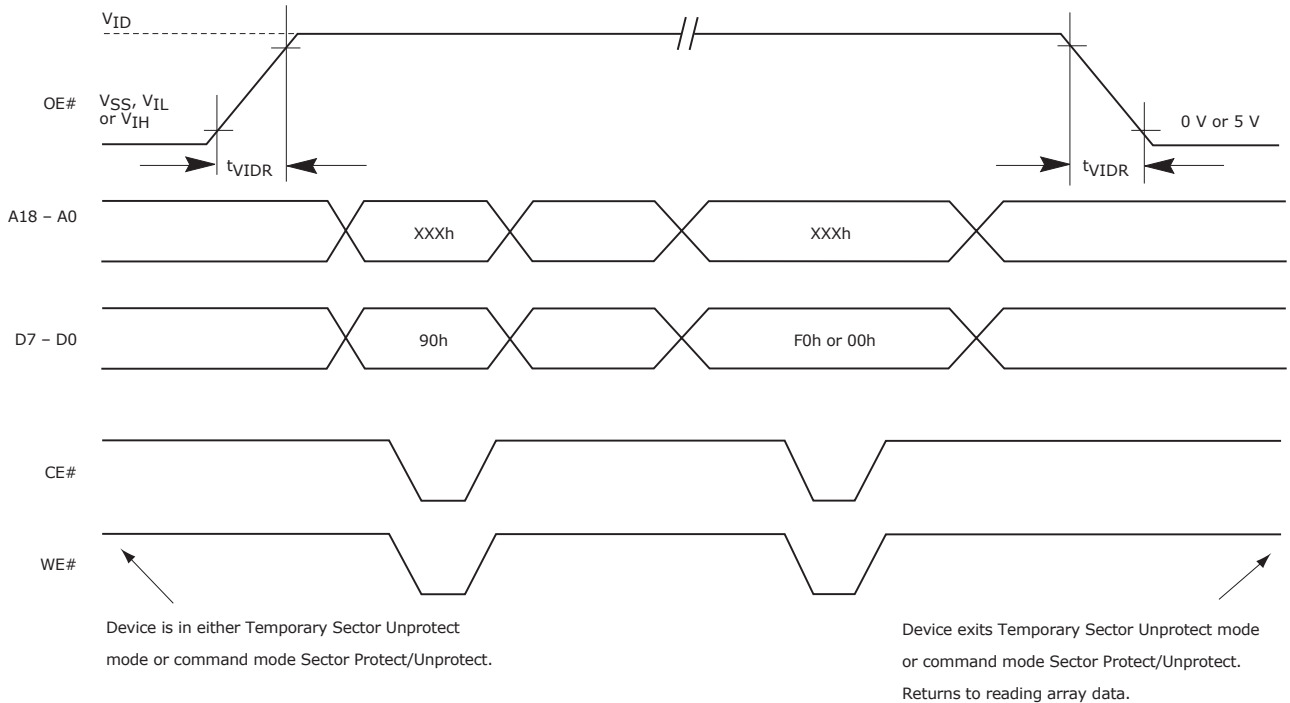 VID
OE#
VSS, VIL
or VIH
0 V or 5 V
tVIDR
tVIDR
A18 – A0
XXXh
XXXh
D7 – D0
90h
F0h or 00h
CE#
WE#
Device is in either Temporary Sector Unprotect
mode or command mode Sector Protect/Unprotect.
Device exits Temporary Sector Unprotect mode
or command mode Sector Protect/Unprotect.
Returns to reading array data.